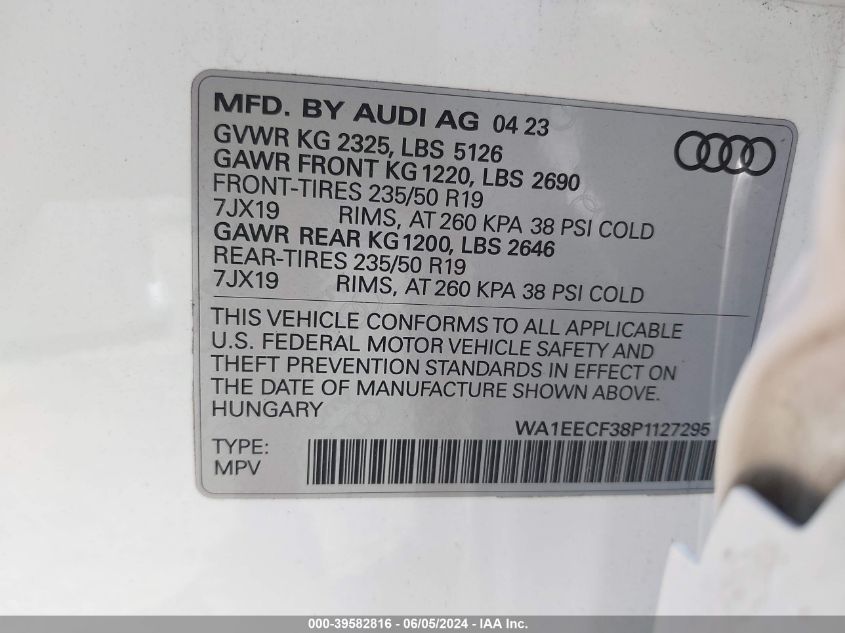 MFD. BY AUDI AG 04 23
GVWR KG 2325, LBS 5126
GAWR FRONT KG 1220, LBS 2690
FRONT-TIRES 235/50 R19
7JX19 RIMS, AT 260 KPA 38 PSI COLD
GAWR REAR KG 1200, LBS 2646
REAR-TIRES 235/50 R19
7JX19 RIMS, AT 260 KPA 38 PSI COLD
THIS VEHICLE CONFORMS TO ALL APPLICABLE
U.S. FEDERAL MOTOR VEHICLE SAFETY AND
THEFT PREVENTION STANDARDS IN EFFECT ON
THE DATE OF MANUFACTURE SHOWN ABOVE.
HUNGARY
WA1EECF38P1127295
TYPE:
MPV
000-39582816 - 06/05/2024 - IAA Inc.